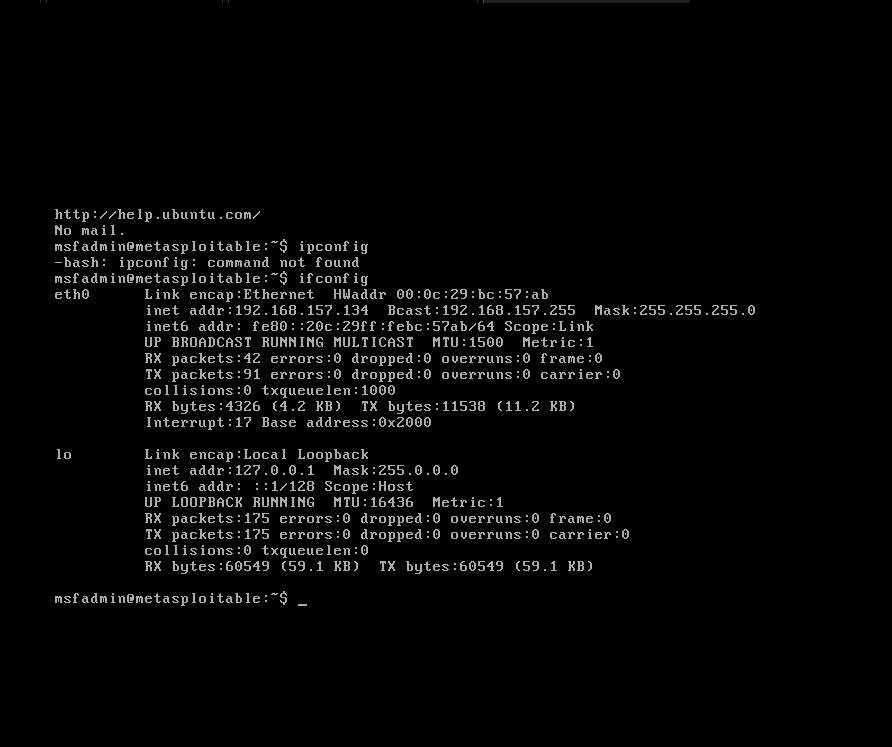 http://help.ubuntu.com/
No mail.
msfadmin@metasploitable:~$ ipconfig
-bash: ipconfig: command not found
msfadmin@metasploitable:~$ ifconfig
eth0      Link encap:Ethernet  HWaddr 00:0c:29:bc:57:ab
          inet addr:192.168.157.134  Bcast:192.168.157.255  Mask:255.255.255.0
          inet6 addr: fe80::20c:29ff:febc:57ab/64 Scope:Link
          UP BROADCAST RUNNING MULTICAST  MTU:1500  Metric:1
          RX packets:42 errors:0 dropped:0 overruns:0 frame:0
          TX packets:91 errors:0 dropped:0 overruns:0 carrier:0
          collisions:0 txqueuelen:1000
          RX bytes:4326 (4.2 KB)  TX bytes:11538 (11.2 KB)
          Interrupt:17 Base address:0x2000

lo        Link encap:Local Loopback
          inet addr:127.0.0.1  Mask:255.0.0.0
          inet6 addr: ::1/128 Scope:Host
          UP LOOPBACK RUNNING  MTU:16436  Metric:1
          RX packets:175 errors:0 dropped:0 overruns:0 frame:0
          TX packets:175 errors:0 dropped:0 overruns:0 carrier:0
          collisions:0 txqueuelen:0
          RX bytes:60549 (59.1 KB)  TX bytes:60549 (59.1 KB)

msfadmin@metasploitable:~$ _